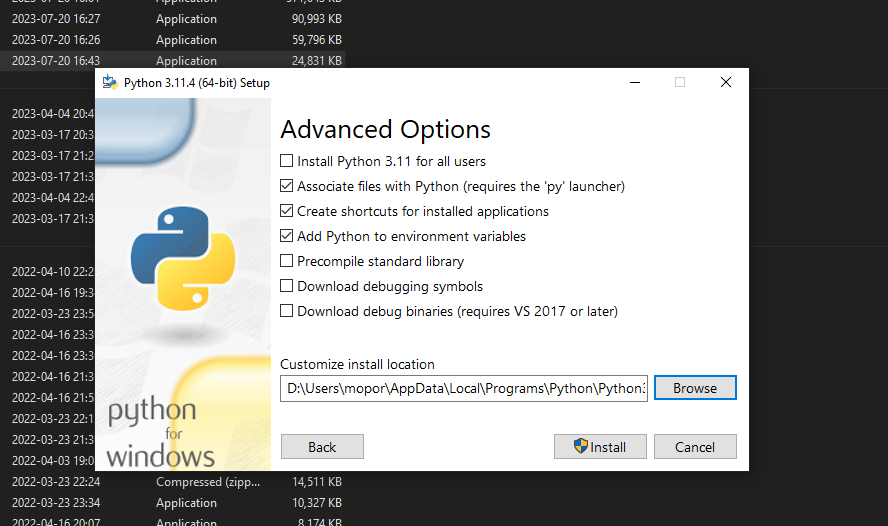 2023-07-20 16:27 Application 90,993 KB
2023-07-20 16:26 Application 59,796 KB
2023-07-20 16:43 Application 24,831 KB
Python 3.11.4 (64-bit) Setup
2023-04-04 20:4
2023-03-17 20:3
2023-03-17 21:2
2023-03-17 21:3
2023-04-04 22:4
2023-03-17 21:3
Advanced Options
Install Python 3.11 for all users
Associate files with Python (requires the 'py' launcher)
Create shortcuts for installed applications
Add Python to environment variables
Precompile standard library
Download debugging symbols
Download debug binaries (requires VS 2017 or later)
2022-04-10 22:2
2022-04-16 19:3
2022-03-23 23:5
2022-04-16 23:3
2022-04-16 23:3
2022-04-16 21:3
2022-04-16 21:5
2022-03-23 22:1
2022-03-23 21:3
2022-04-03 19:0
Customize install location
D:\Users\mopor\AppData\Local\Programs\Python\Python
Browse
python
for
windows
Back
Install
Cancel
2022-03-23 22:24 Compressed (zipp... 14,511 KB
2022-03-23 23:34 Application 10,327 KB
2022-04-16 20:07 Application 8,174 KB